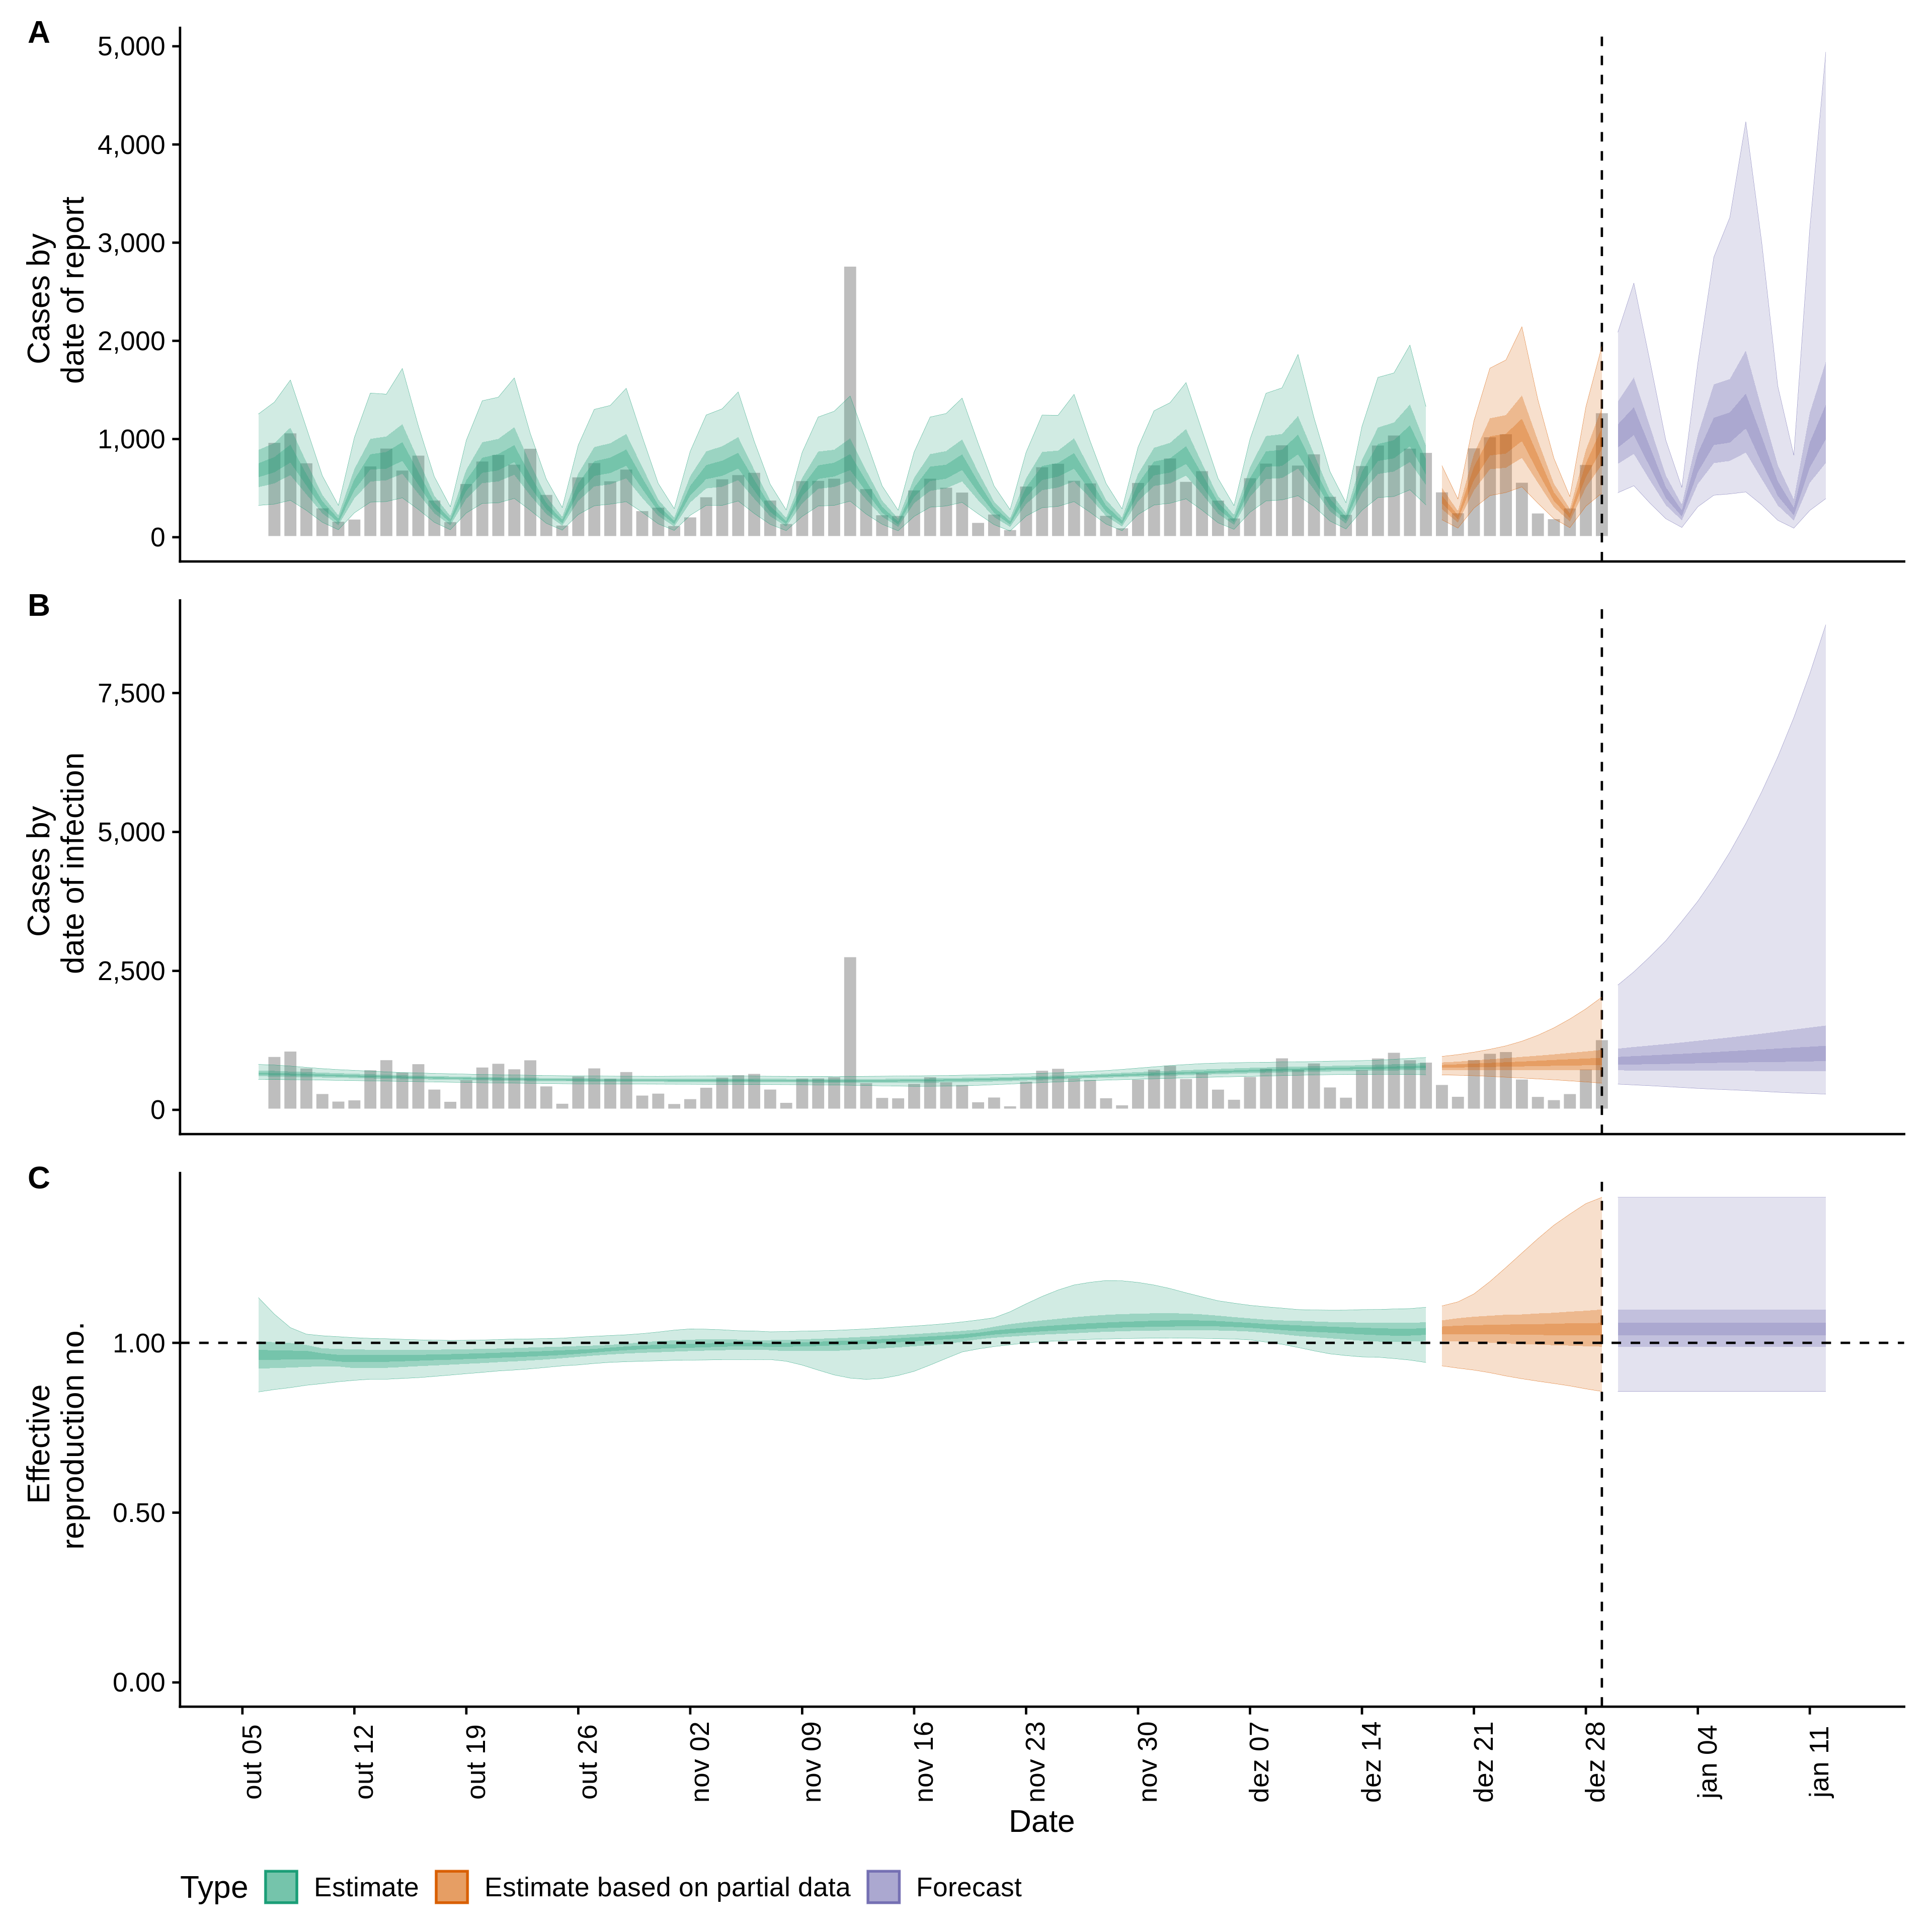 A
5,000
4,000
3,000
2,000
1,000
0
Cases by
date of report
B
7,500
5,000
2,500
0
Cases by
date of infection
C
1.00
0.50
0.00
Effective
reproduction no.
out 05
out 12
out 19
out 26
nov 02
nov 09
nov 16
nov 23
nov 30
dez 07
dez 14
dez 21
dez 28
jan 04
jan 11
Date
Type
Estimate
Estimate based on partial data
Forecast